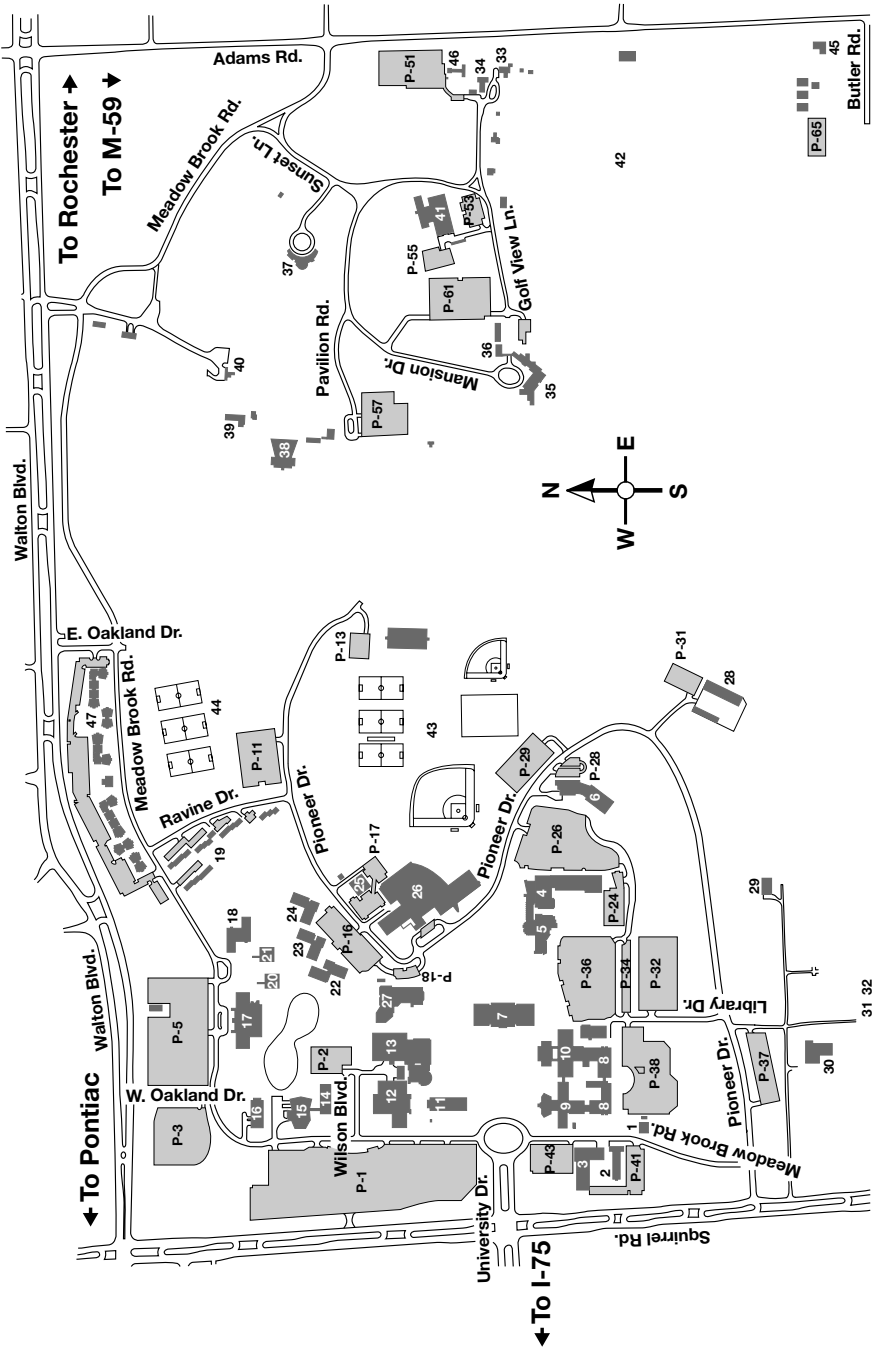 Adams Rd.
To Rochester →
To M-59 ←
Meadow Brook Rd.
Sunset Ln.
P-51
46
34
33
45
Butler Rd.
P-65
42
37
41
P-53
P-55
P-61
Golf View Ln.
Pavilion Rd.
Mansion Dr.
36
35
40
39
38
P-57
Walton Blvd.
N
W
E
S
E. Oakland Dr.
Meadow Brook Rd.
47
44
P-13
43
P-11
Ravine Dr.
Pioneer Dr.
P-31
28
P-29
P-28
6
Pioneer Dr.
P-26
19
P-17
25
26
24
23
P-16
22
P-18
18
21
20
17
4
5
P-24
P-36
P-34
P-32
29
Library Dr.
31 32
30
Walton Blvd.
P-5
W. Oakland Dr.
P-3
P-2
27
13
7
12
11
14
15
16
Wilson Blvd.
10
8
9
8
P-38
1
Pioneer Dr.
P-37
Meadow Brook Rd.
← To Pontiac
P-1
University Dr.
P-43
3
2
P-41
Squirrel Rd.
← To I-75